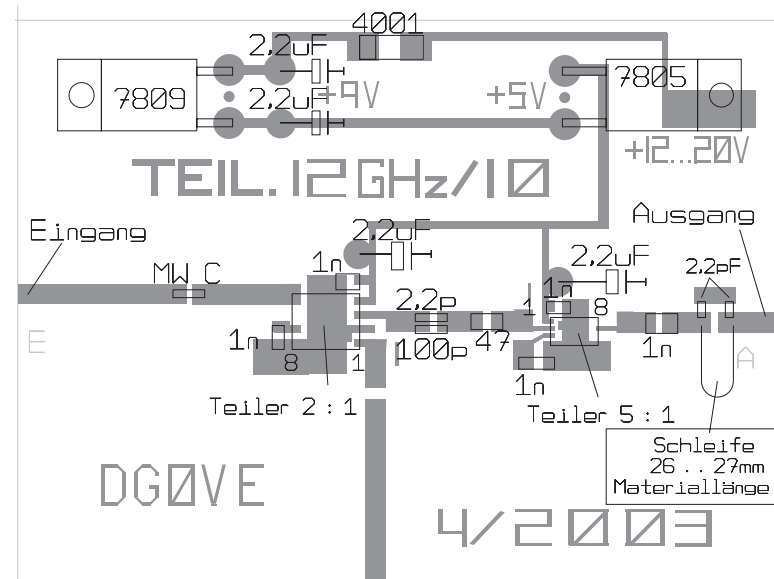 4001
2,2uF
7809
2,2uF
+9V
+5V
7805
+12...20V
TEIL.12GHz/10
Eingang
Ausgang
2,2uF
2,2uF
MW C
1n
1n
2,2pF
2,2p
1
8
E
1n
100p
47
1n
A
8
1
1n
Teiler 2 : 1
Teiler 5 : 1
Schleife
26 .. 27mm
Materiallänge
DGØVE
4/2003